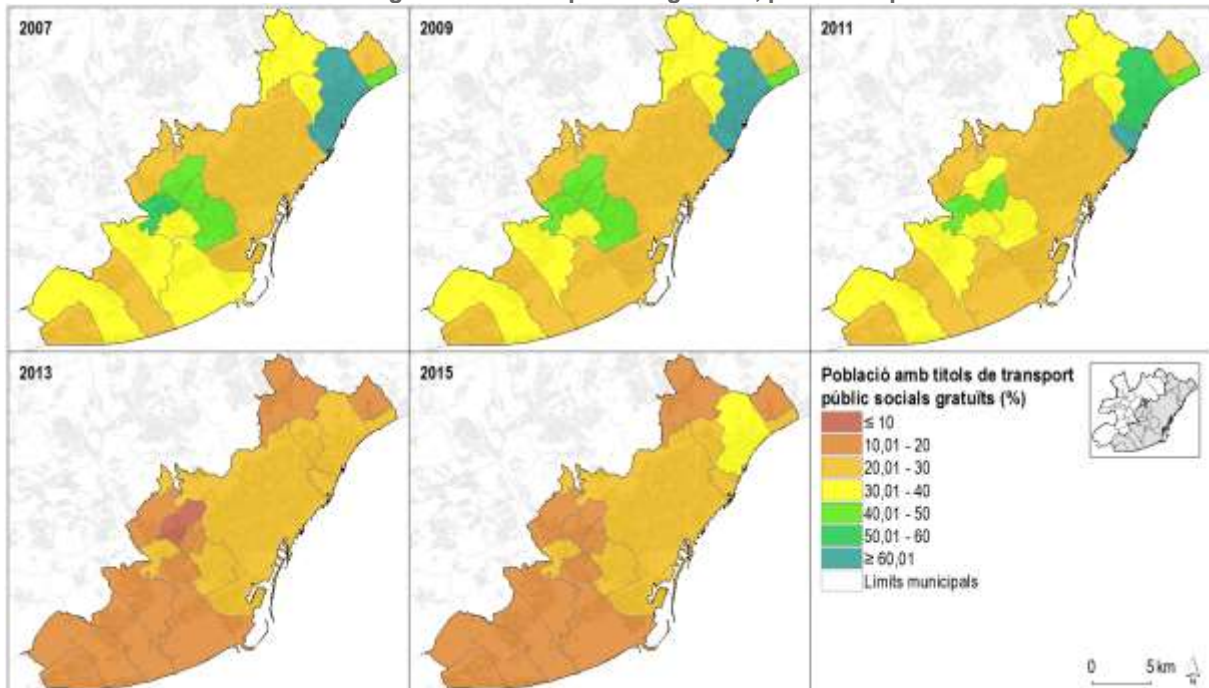 2007
2009
2011
2013
2015
Població amb títols de transport
públic socials gratuïts (%)
≤ 10
10,01 - 20
20,01 - 30
30,01 - 40
40,01 - 50
50,01 - 60
≥ 60,01
Límits municipals
0 5 km
N